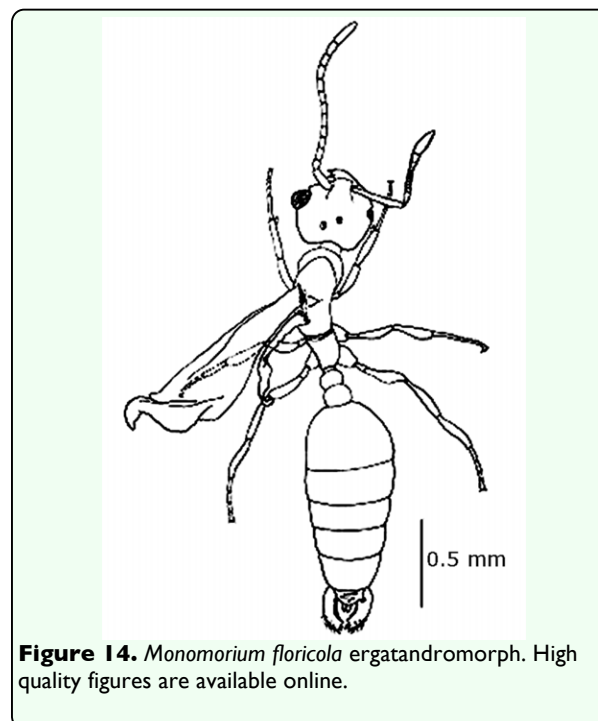 0.5 mm
Figure 14. Monomorium floricola ergatandromorph. High
quality figures are available online.